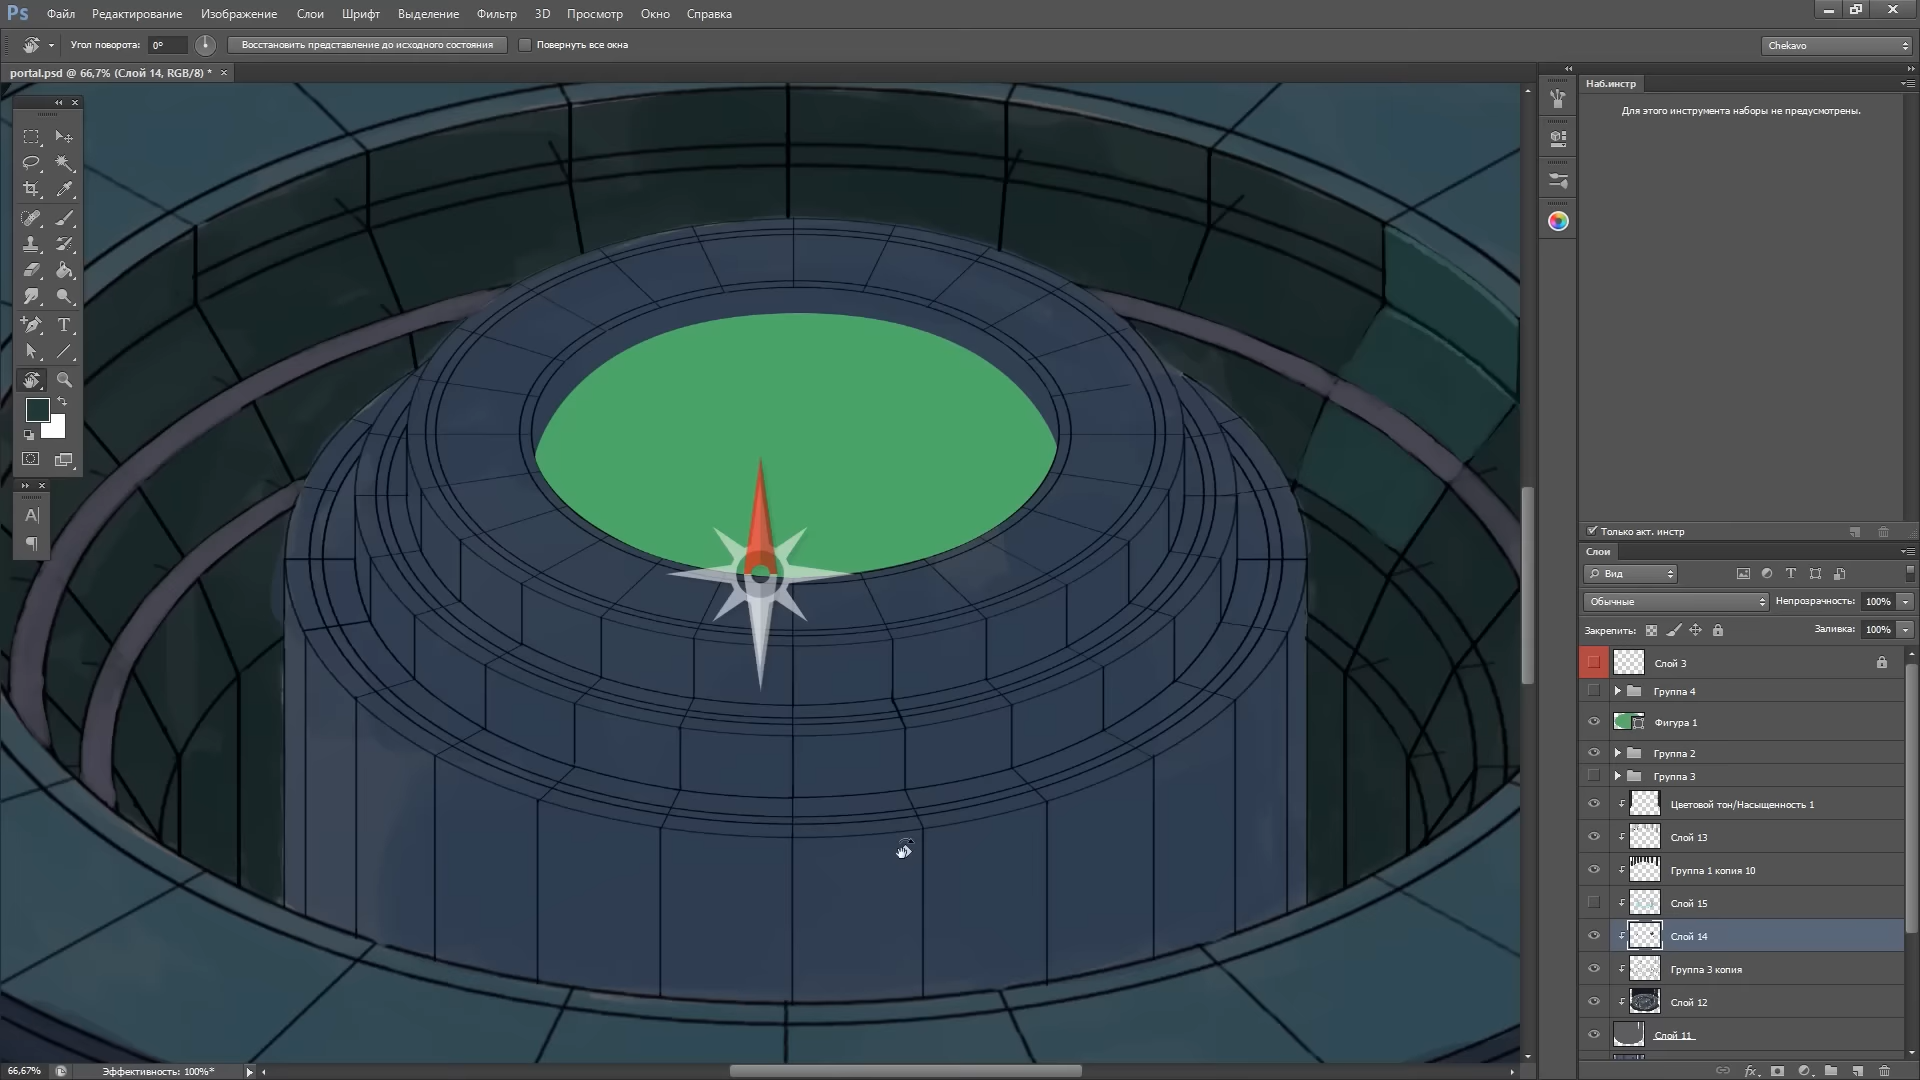 Ps Файл Редактирование Изображение Слои Шрифт Выделение Фильтр 3D Просмотр Окно Справка
Угол поворота: 0° Восстановить представление до исходного состояния Повернуть все окна Chekavo
portal.psd @ 66,7% (Слой 14, RGB/8) *
Наб.инстр
Для этого инструмента наборы не предусмотрены.
T
A
Только акт. инстр
Слои
Вид
Обычные Непрозрачность: 100%
Закрепить: Заливка: 100%
Слой 3
Группа 4
Фигура 1
Группа 2
Группа 3
Цветовой тон/Насыщенность 1
Слой 13
Группа 1 копия 10
Слой 15
Слой 14
Группа 3 копия
Слой 12
Слой 11
66,67% Эффективность: 100%* fx